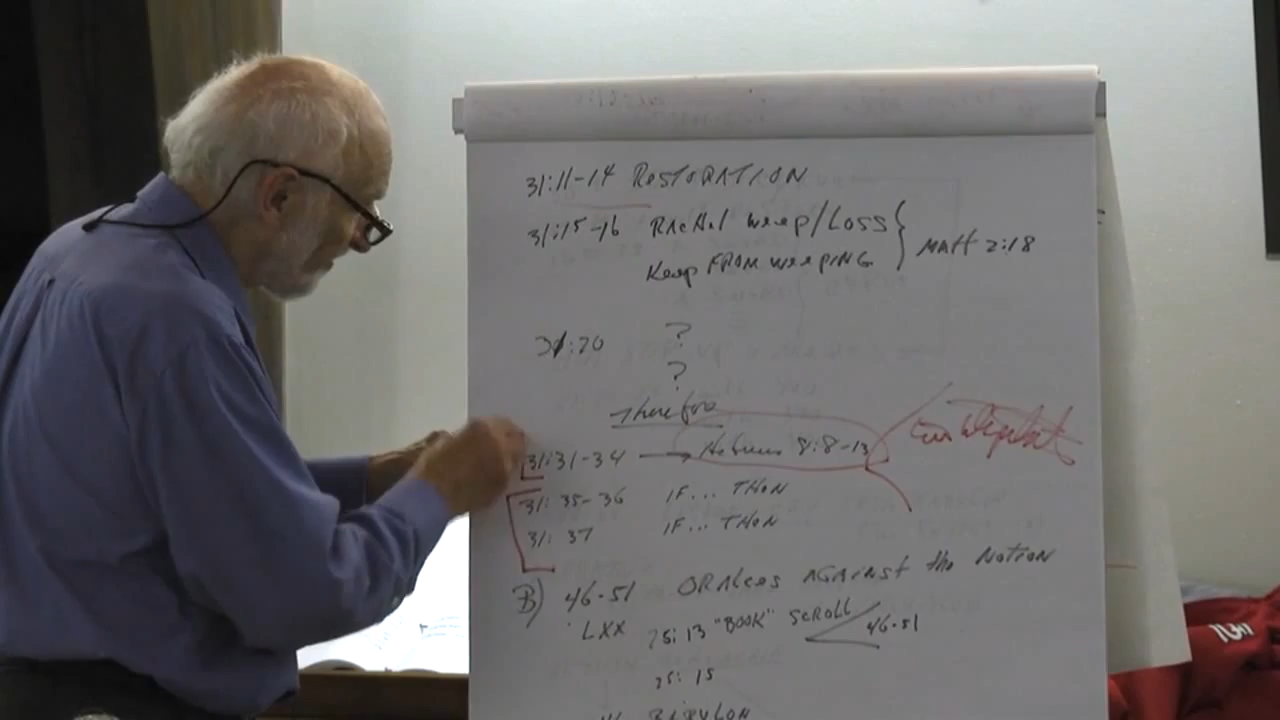 31:11-14 RESTORATION
31:15-16 RACHEL weep/LOSS
Keep FROM weePING
Matt 2:18
31:20 ?
?
Therefore
31:31-34 → Hebrews 8:8-13
31:35-36 IF... THEN
31:37 IF... THEN
B) 46-51 ORACLES AGAINST the NATION
LXX 25:13 "BOOK" SCROLL 46-51
25:15
BABYLON